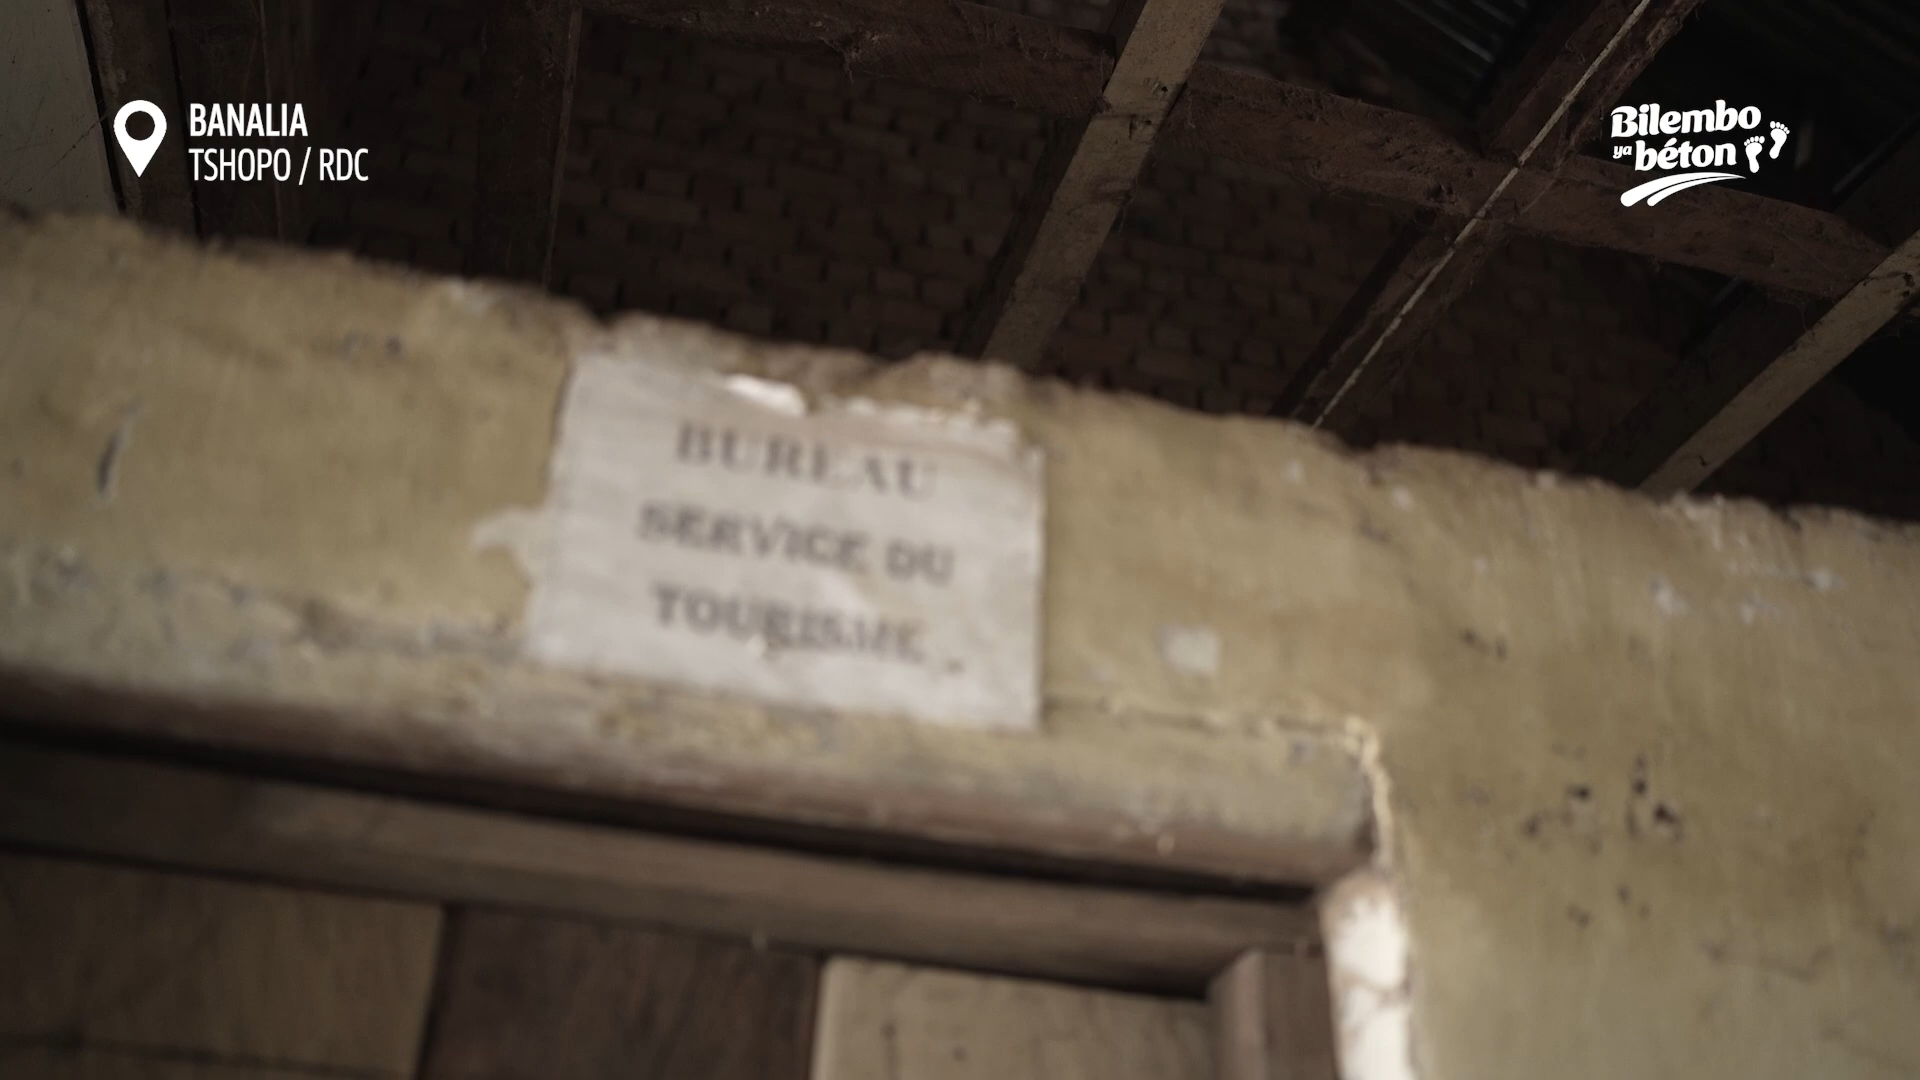 BANALIA
TSHOPO / RDC
Bilembo
ya béton
BUREAU
SERVICE DU
TOURISME.